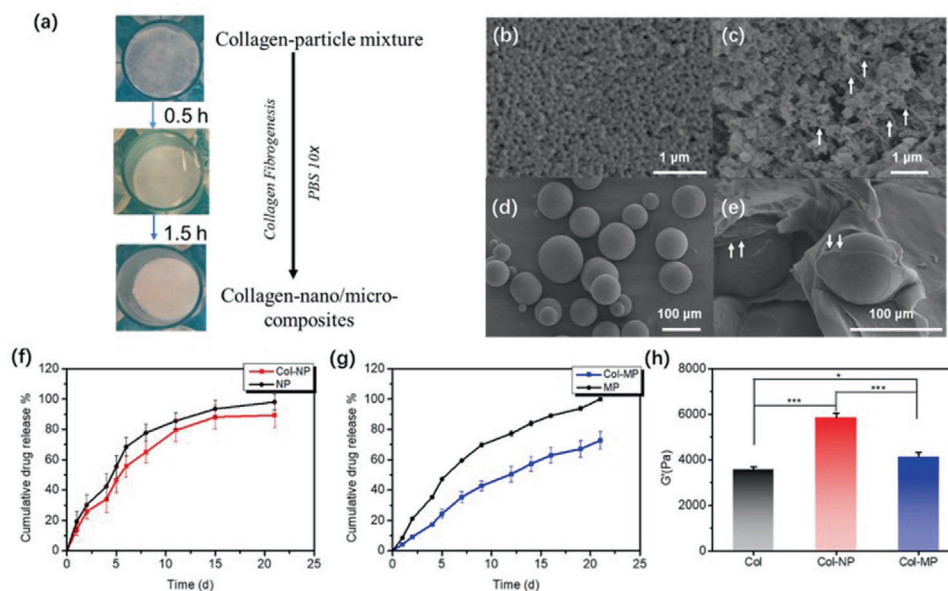 (a)
Collagen-particle mixture
0.5 h
1.5 h
Collagen Fibrogenesis
PBS 10x
Collagen-nano/micro-
composites
(b)
1 μm
(c)
1 μm
(d)
100 μm
(e)
100 μm
(f)
Cumulative drug release %
120
100
80
60
40
20
0
Col-NP
NP
0 5 10 15 20 25
Time (d)
(g)
Cumulative drug release %
120
100
80
60
40
20
0
Col-MP
MP
0 5 10 15 20 25
Time (d)
(h)
G'(Pa)
8000
6000
4000
2000
0
*
*** ***
Col Col-NP Col-MP